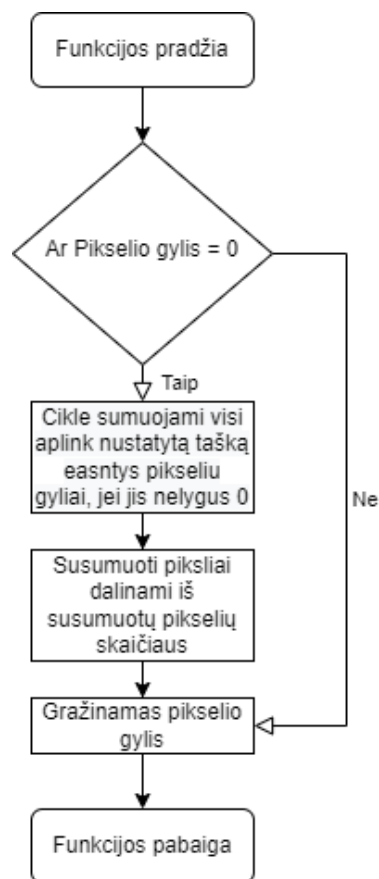 Funkcijos pradžia
Ar Pikselio gylis = 0
Taip
Cikle sumuojami visi
aplink nustatytą tašką
easntys pikseliu
gyliai, jei jis nelygus 0
Ne
Susumuoti piksliai
dalinami iš
susumuotų pikselių
skaičiaus
Gražinamas pikselio
gylis
Funkcijos pabaiga